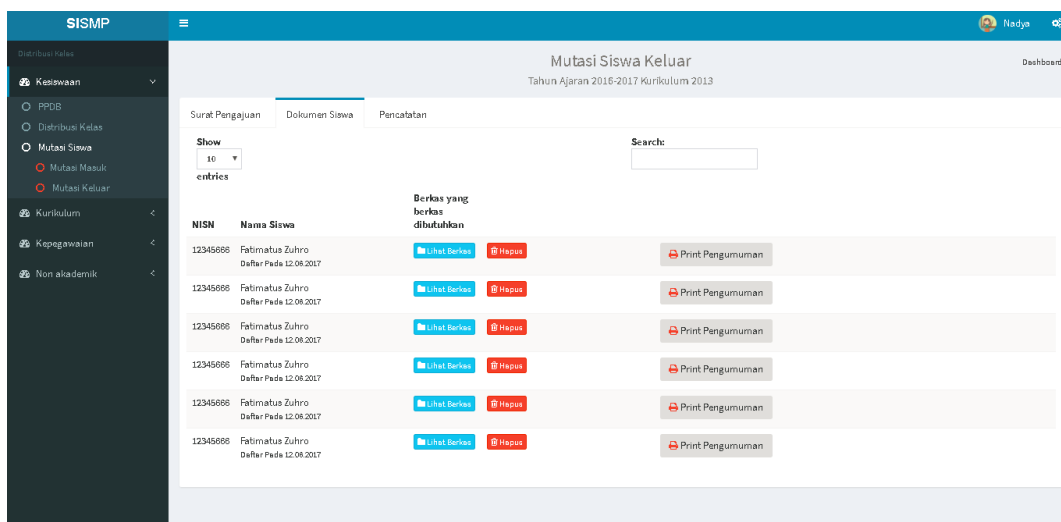 SISMP
Nadya
Distribusi Kelas
Mutasi Siswa Keluar
Dashboard
Tahun Ajaran 2016-2017 Kurikulum 2013
Kesiswaan
PPDB
Distribusi Kelas
Mutasi Siswa
Mutasi Masuk
Mutasi Keluar
Kurikulum
Kepegawaian
Non akademik
Surat Pengajuan Dokumen Siswa Pencatatan
Show
10
entries
Search:
NISN Nama Siswa Berkas yang
berkas
dibutuhkan
12345666 Fatimatus Zuhro Lihat Berkas Hapus Print Pengumuman
Daftar Pada 12.06.2017
12345666 Fatimatus Zuhro Lihat Berkas Hapus Print Pengumuman
Daftar Pada 12.06.2017
12345666 Fatimatus Zuhro Lihat Berkas Hapus Print Pengumuman
Daftar Pada 12.06.2017
12345666 Fatimatus Zuhro Lihat Berkas Hapus Print Pengumuman
Daftar Pada 12.06.2017
12345666 Fatimatus Zuhro Lihat Berkas Hapus Print Pengumuman
Daftar Pada 12.06.2017
12345666 Fatimatus Zuhro Lihat Berkas Hapus Print Pengumuman
Daftar Pada 12.06.2017